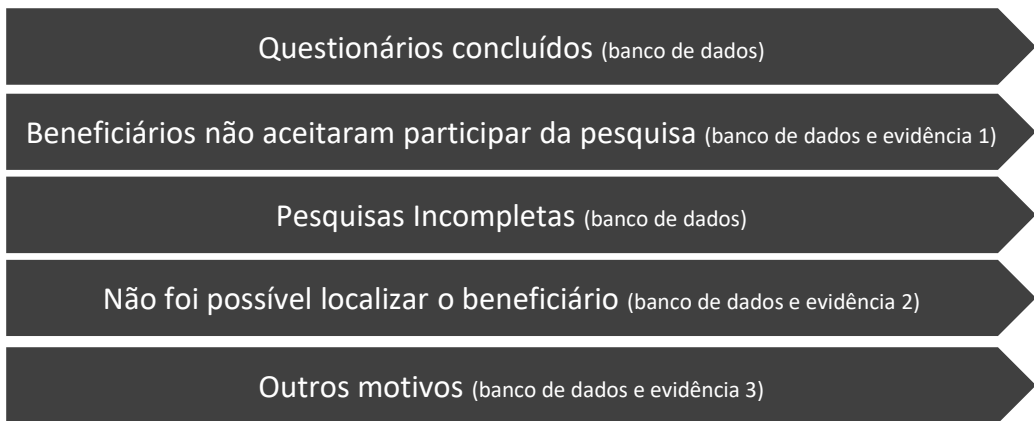 Questionários concluídos (banco de dados)
Beneficiários não aceitaram participar da pesquisa (banco de dados e evidência 1)
Pesquisas Incompletas (banco de dados)
Não foi possível localizar o beneficiário (banco de dados e evidência 2)
Outros motivos (banco de dados e evidência 3)